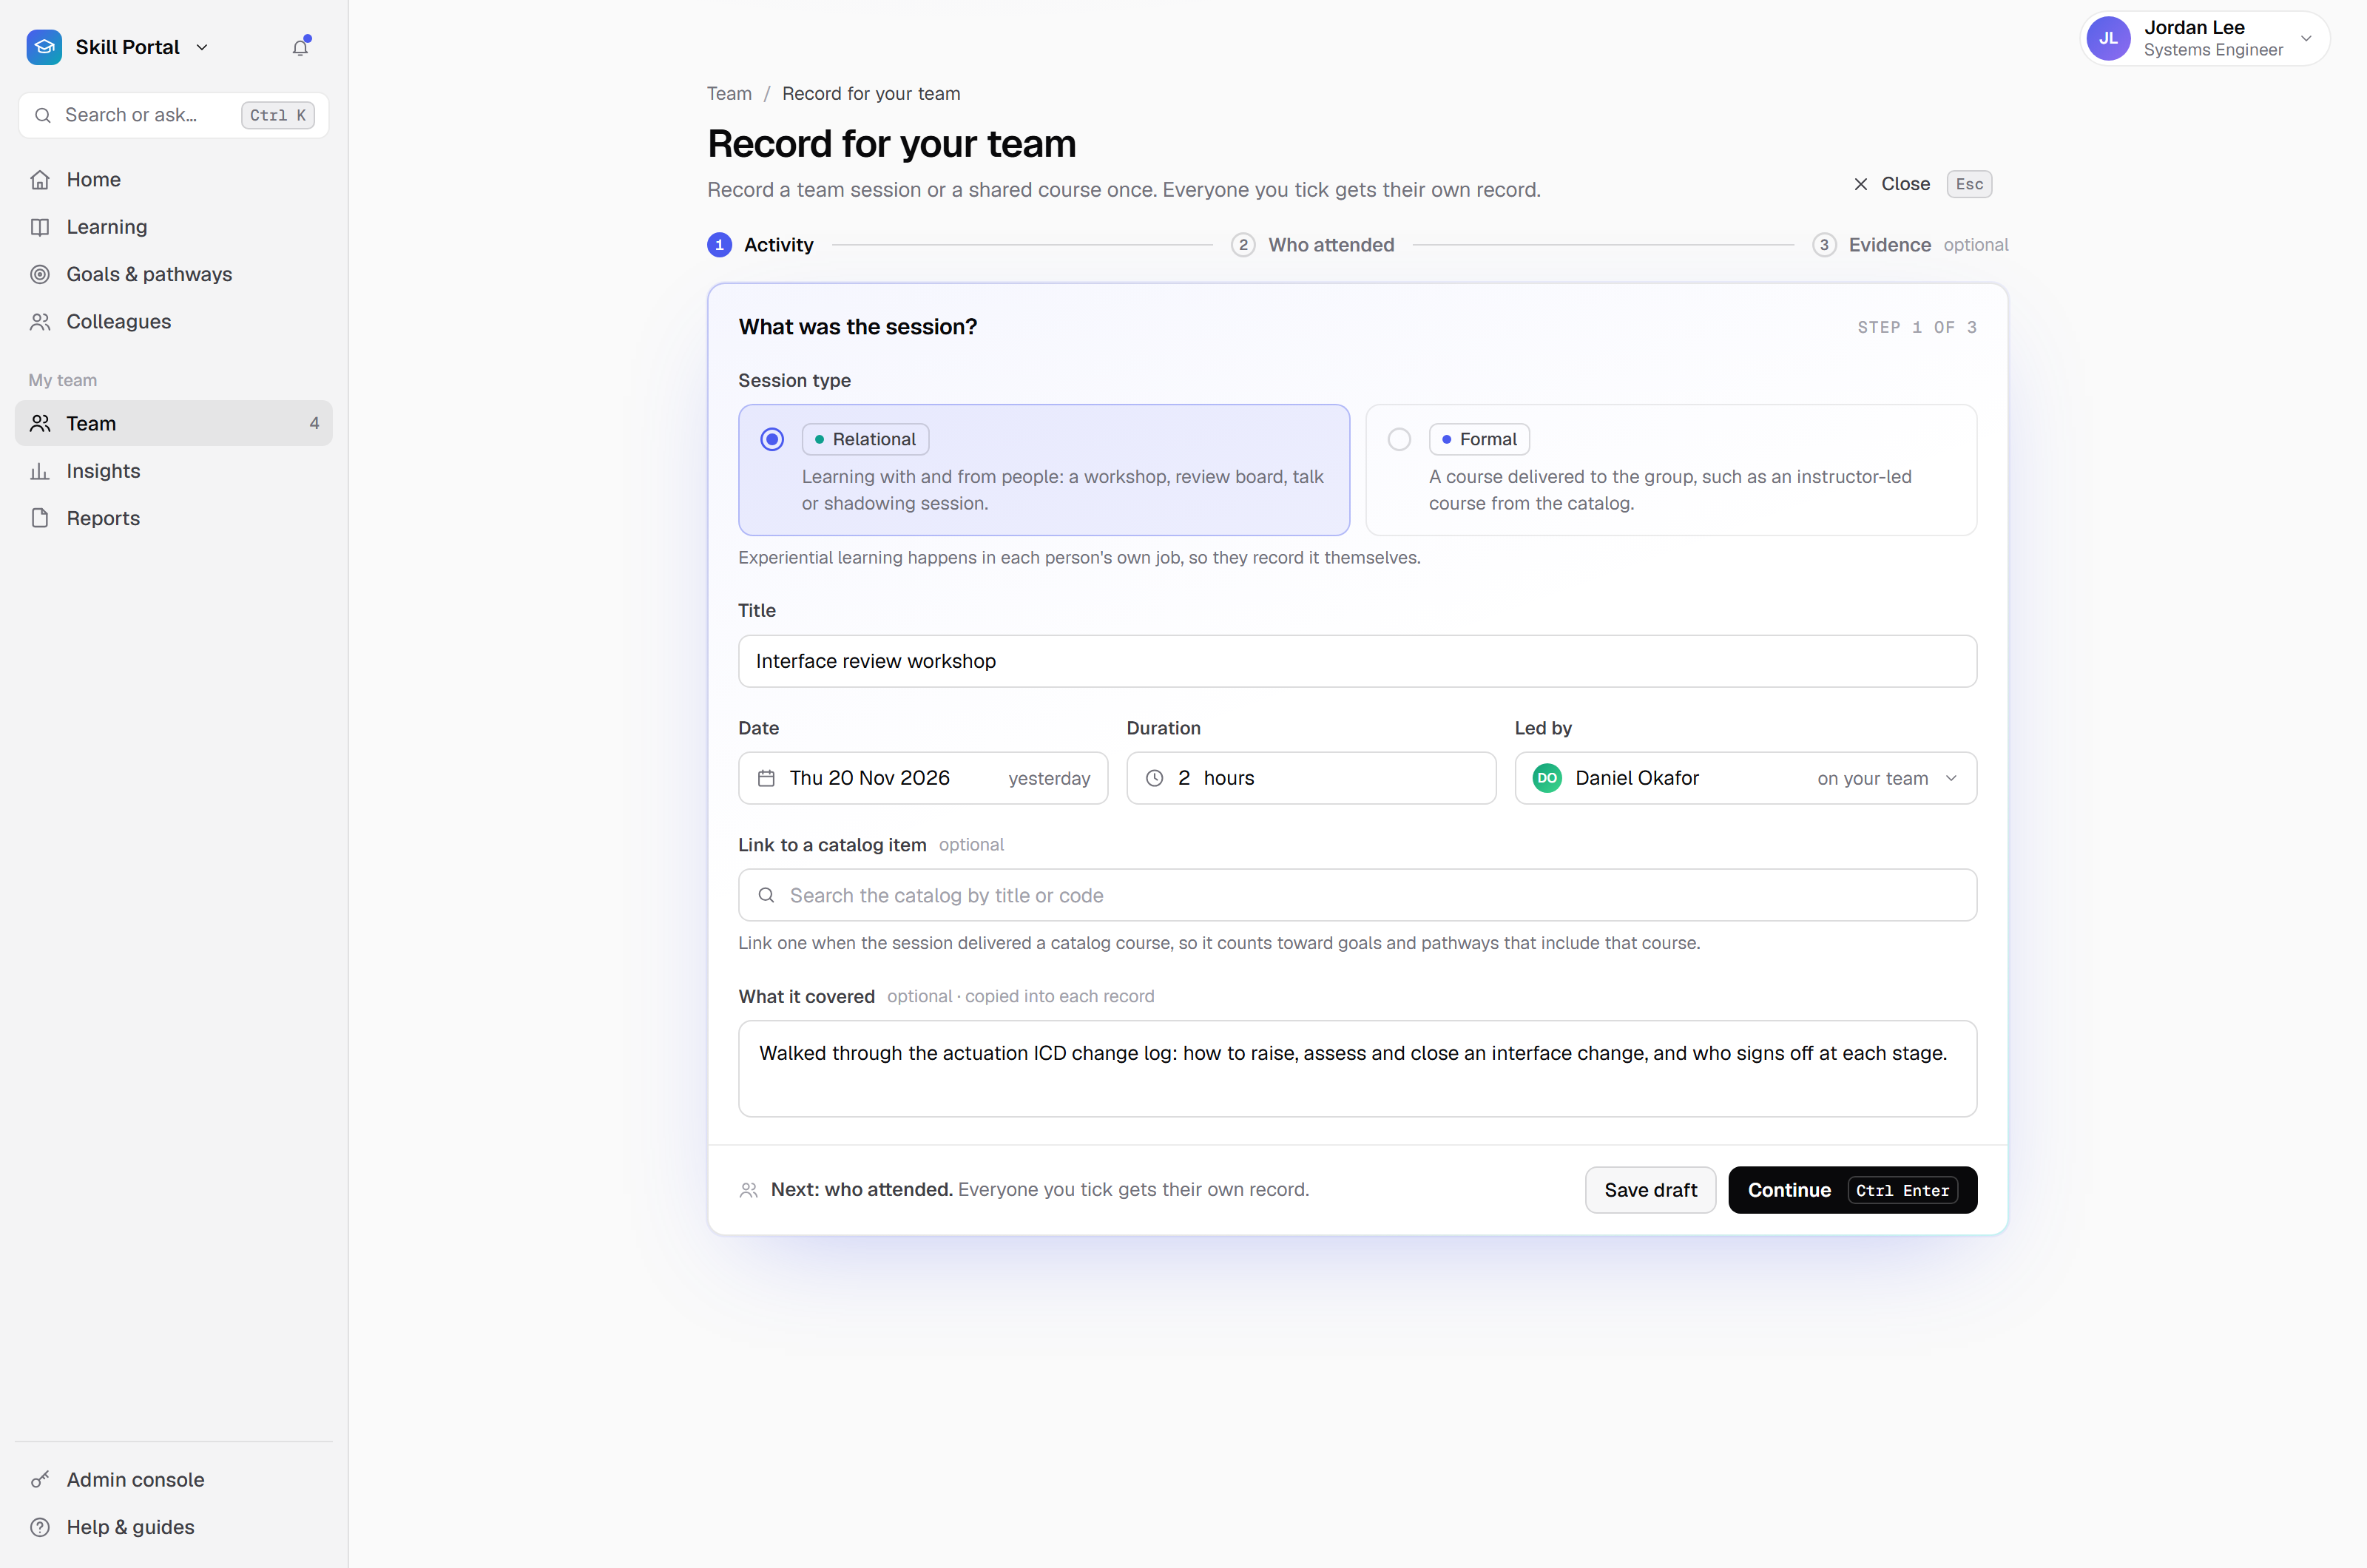 Skill Portal
Search or ask...
Ctrl K
Home
Learning
Goals & pathways
Colleagues
My team
Team 4
Insights
Reports
Admin console
Help & guides
JL
Jordan Lee
Systems Engineer
Team / Record for your team
Record for your team
Record a team session or a shared course once. Everyone you tick gets their own record.
Close Esc
1 Activity
2 Who attended
3 Evidence optional
What was the session?
STEP 1 OF 3
Session type
Relational
Learning with and from people: a workshop, review board, talk
or shadowing session.
Formal
A course delivered to the group, such as an instructor-led
course from the catalog.
Experiential learning happens in each person's own job, so they record it themselves.
Title
Interface review workshop
Date
Thu 20 Nov 2026 yesterday
Duration
2 hours
Led by
DO Daniel Okafor on your team
Link to a catalog item optional
Search the catalog by title or code
Link one when the session delivered a catalog course, so it counts toward goals and pathways that include that course.
What it covered optional · copied into each record
Walked through the actuation ICD change log: how to raise, assess and close an interface change, and who signs off at each stage.
Next: who attended. Everyone you tick gets their own record.
Save draft
Continue Ctrl Enter